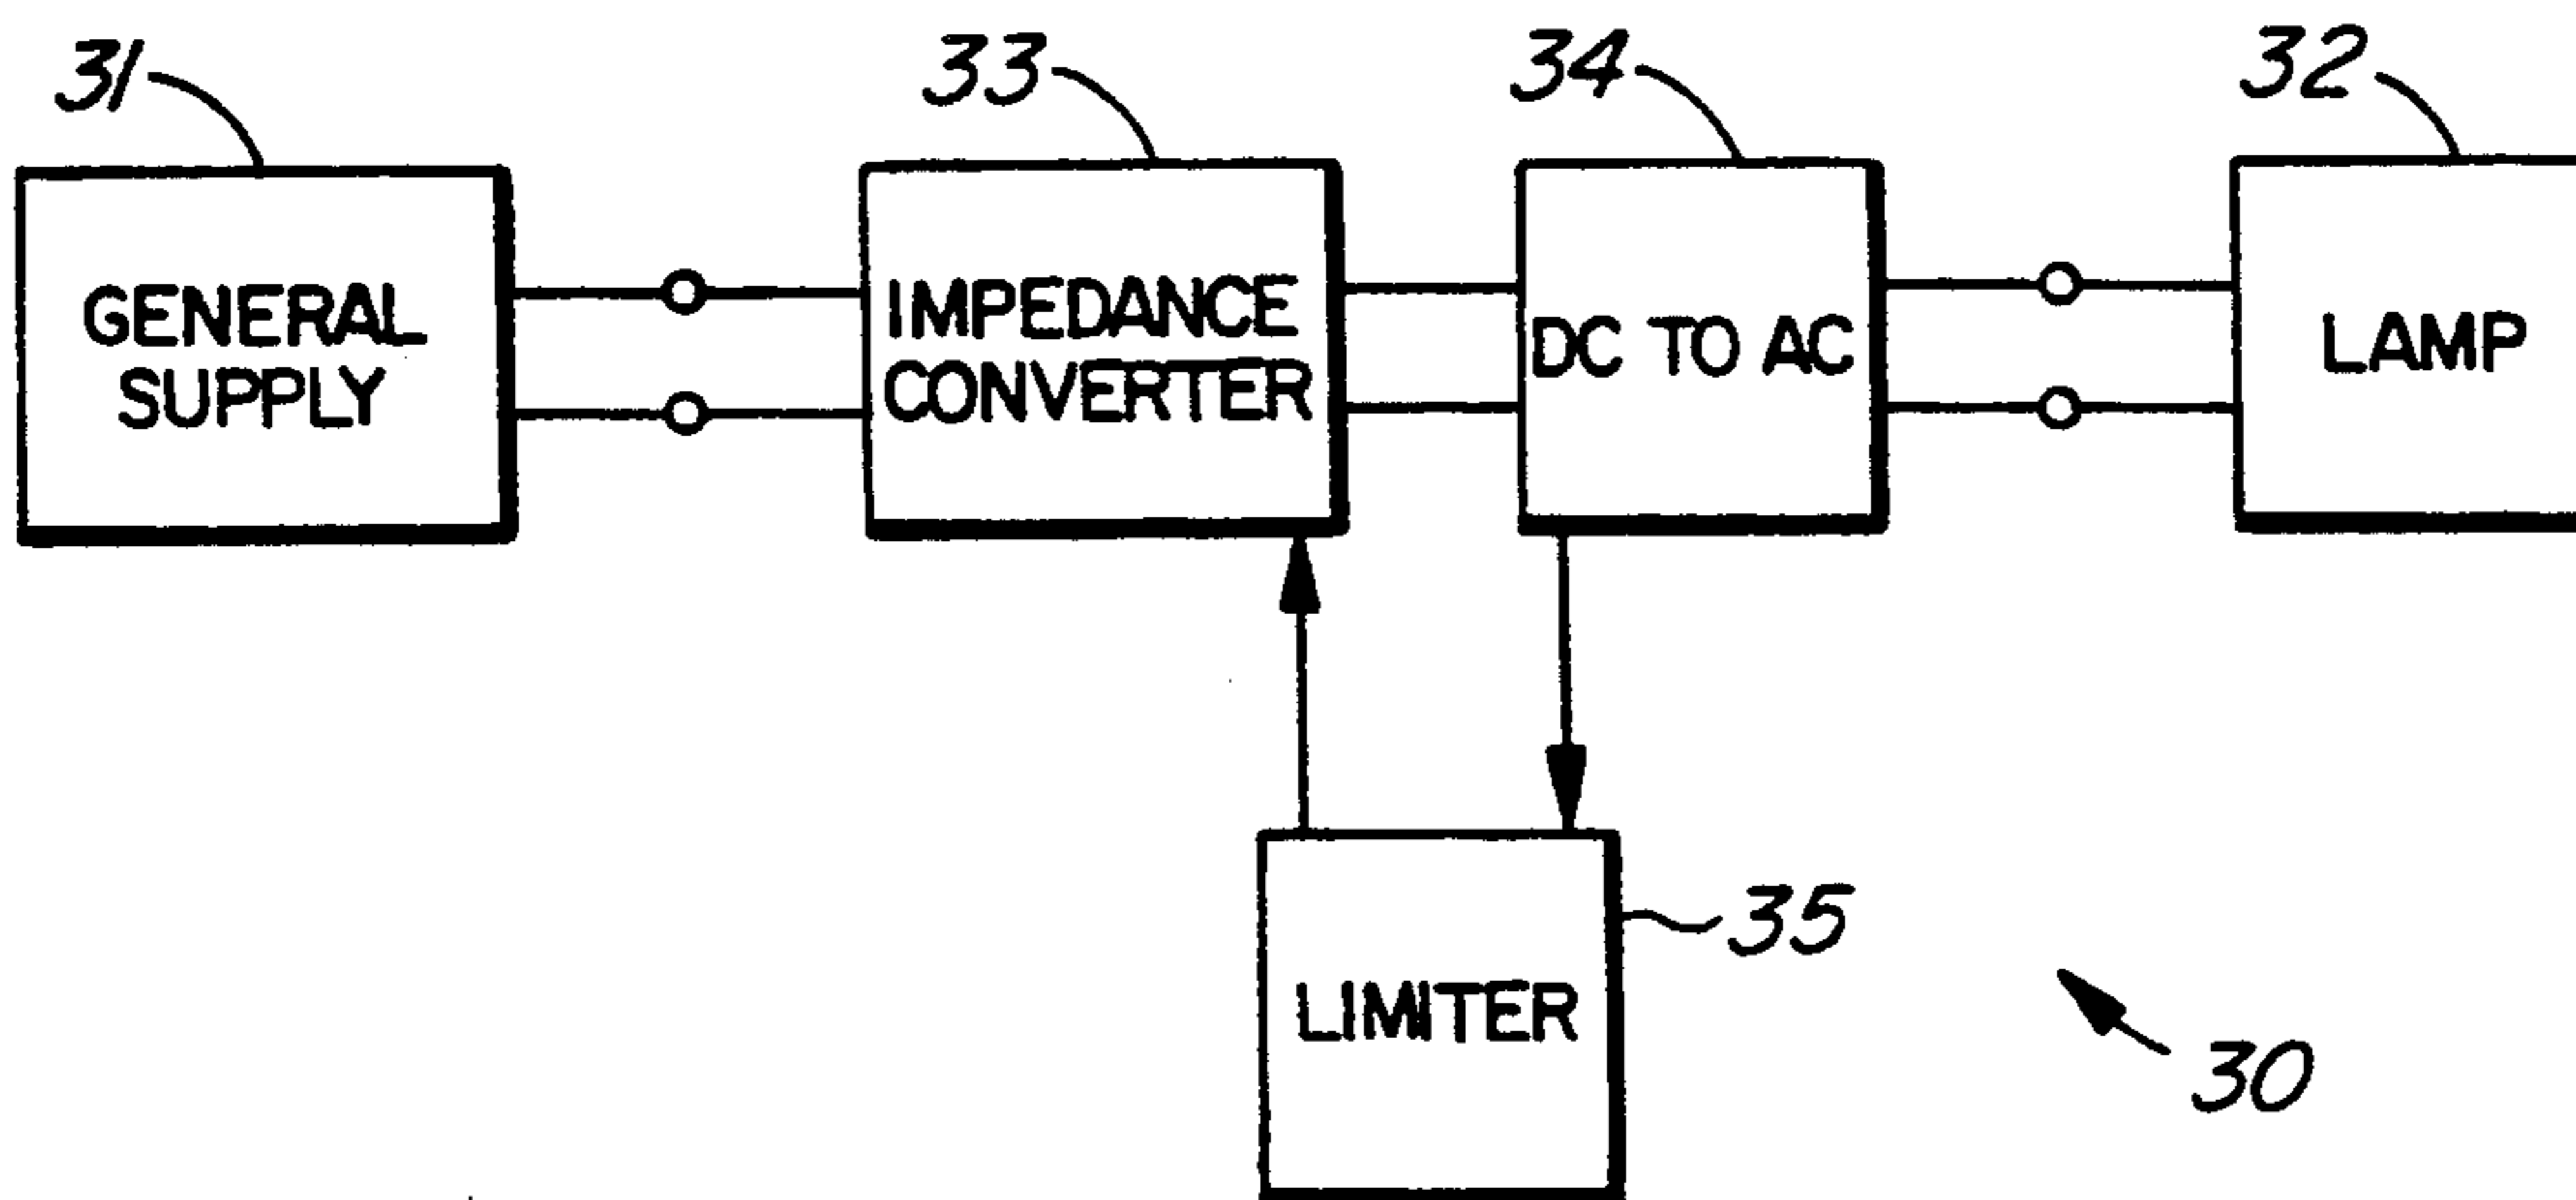 31
33
34
32
GENERAL
SUPPLY
IMPEDANCE
CONVERTER
DC TO AC
LAMP
35
LIMITER
30